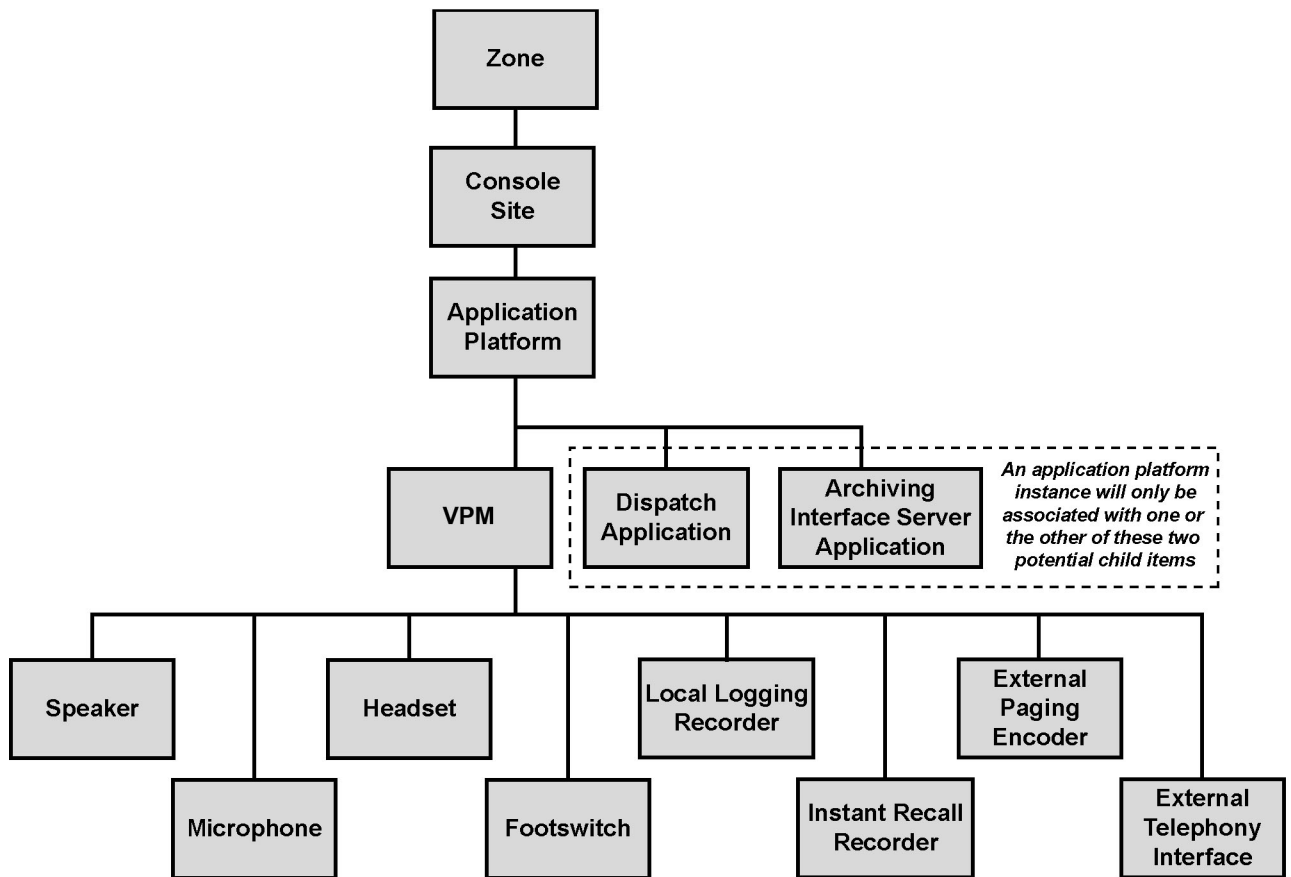 Zone
Console
Site
Application
Platform
VPM
Dispatch
Application
Archiving
Interface Server
Application
An application platform
instance will only be
associated with one or
the other of these two
potential child items
Speaker
Headset
Local Logging
Recorder
External
Paging
Encoder
Microphone
Footswitch
Instant Recall
Recorder
External
Telephony
Interface